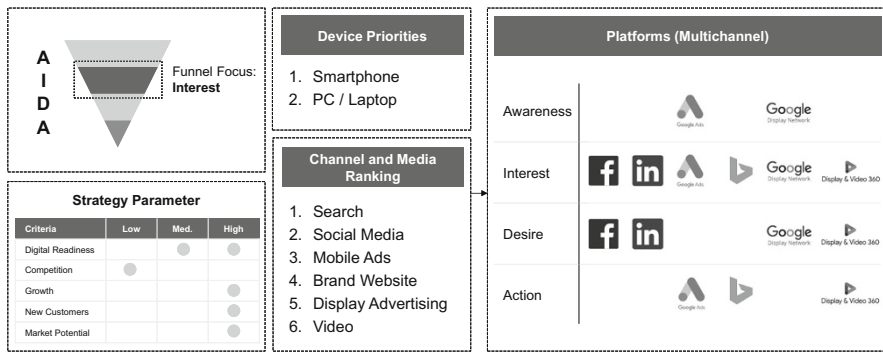 A
I
D
A
Funnel Focus:
Interest
Strategy Parameter
Criteria Low Med. High
Digital Readiness
Competition
Growth
New Customers
Market Potential
Device Priorities
1. Smartphone
2. PC / Laptop
Channel and Media
Ranking
1. Search
2. Social Media
3. Mobile Ads
4. Brand Website
5. Display Advertising
6. Video
Platforms (Multichannel)
Awareness
Google Ads
Google
Display Network
Interest
f
in
Google Ads
Google
Display Network
Display & Video 360
Desire
f
in
Google
Display Network
Display & Video 360
Action
Google Ads
Display & Video 360